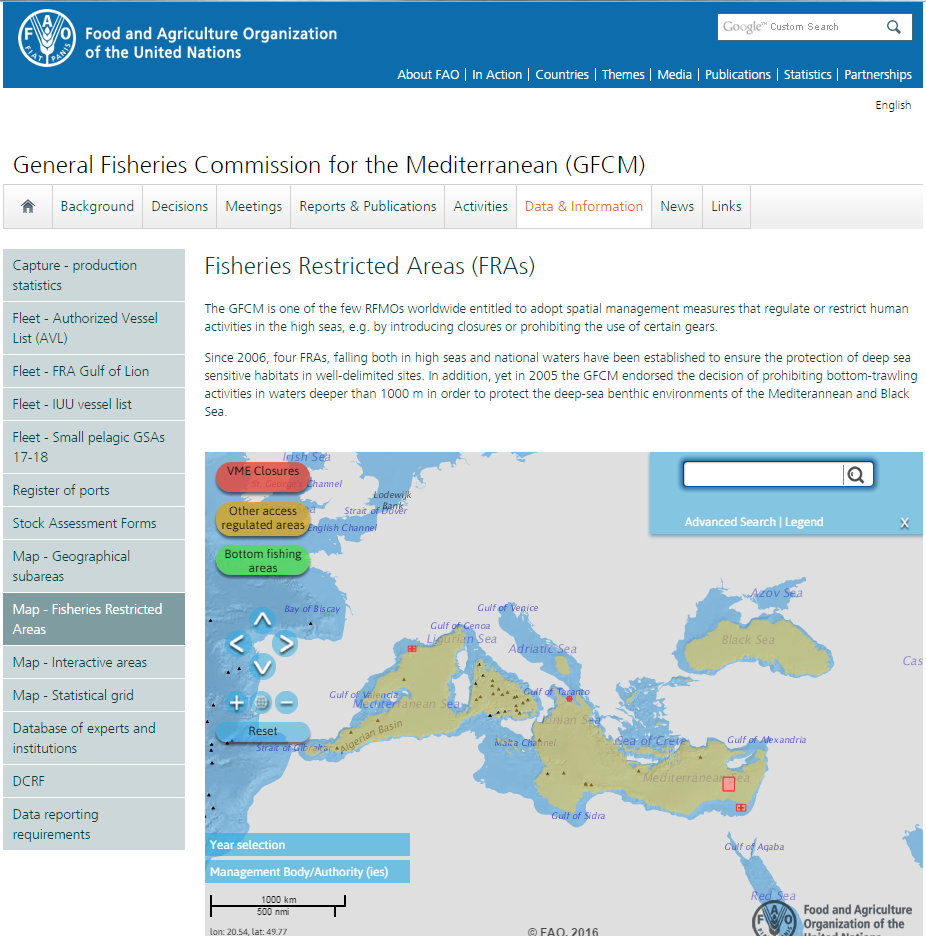 Food and Agriculture Organization
of the United Nations
FIAT PANIS
Google™ Custom Search
About FAO | In Action | Countries | Themes | Media | Publications | Statistics | Partnerships
English
General Fisheries Commission for the Mediterranean (GFCM)
Background Decisions Meetings Reports & Publications Activities Data & Information News Links
Capture - production
statistics
Fleet - Authorized Vessel
List (AVL)
Fleet - FRA Gulf of Lion
Fleet - IUU vessel list
Fleet - Small pelagic GSAs
17-18
Register of ports
Stock Assessment Forms
Map - Geographical
subareas
Map - Fisheries Restricted
Areas
Map - Interactive areas
Map - Statistical grid
Database of experts and
institutions
DCRF
Data reporting
requirements
Fisheries Restricted Areas (FRAs)
The GFCM is one of the few RFMOs worldwide entitled to adopt spatial management measures that regulate or restrict human
activities in the high seas, e.g. by introducing closures or prohibiting the use of certain gears.
Since 2006, four FRAs, falling both in high seas and national waters have been established to ensure the protection of deep sea
sensitive habitats in well-delimited sites. In addition, yet in 2005 the GFCM endorsed the decision of prohibiting bottom-trawling
activities in waters deeper than 1000 m in order to protect the deep-sea benthic environments of the Mediterannean and Black
Sea.
Irish Sea
VME Closures
St. George's Channel
Lodewijk
Bank
Other access
regulated areas
Strait of Dover
English Channel
Bottom fishing
areas
Advanced Search | Legend X
Bay of Biscay
Gulf of Venice
Azov Sea
Gulf of Genoa
Ligurian Sea
Adriatic Sea
Black Sea
Cas
Gulf of Valencia
Mediterranean Sea
Gulf of Taranto
Ionian Sea
Reset
Strait of Gibraltar
Algerian Basin
Malta Channel
Sea of Crete
Gulf of Alexandria
Mediterranean Sea
Gulf of Sidra
Gulf of Aqaba
Year selection
Management Body/Authority (ies)
Red Sea
1000 km
500 nmi
lon: 20.54, lat: 49.77
© FAO, 2016
Food and Agriculture
Organization of the
United Nations